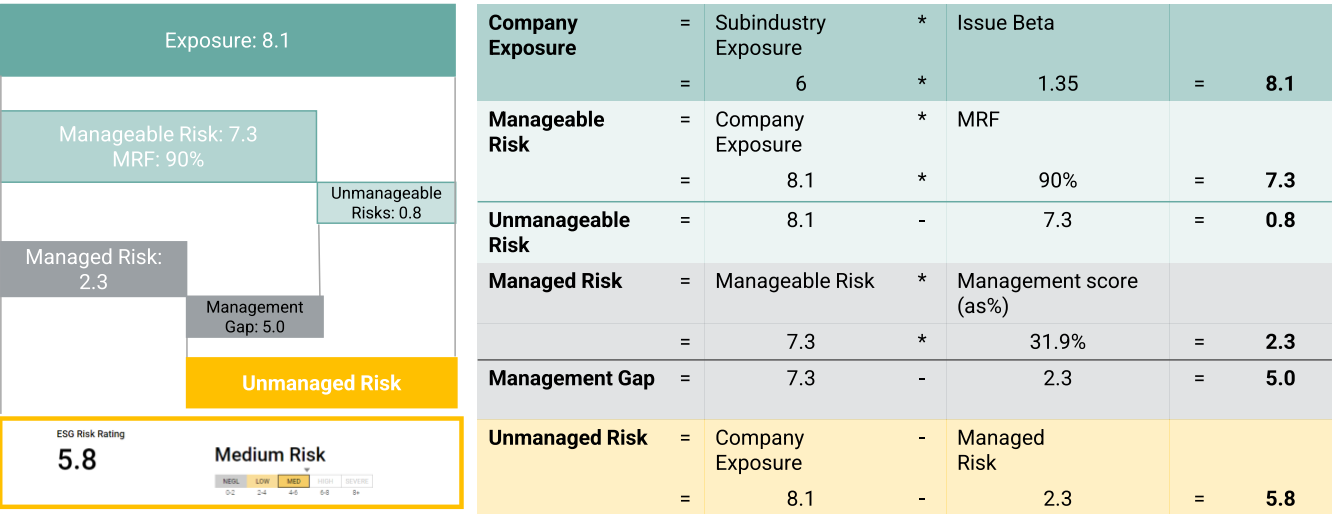 Exposure: 8.1
Manageable Risk: 7.3
MRF: 90%
Unmanageable
Risks: 0.8
Managed Risk:
2.3
Management
Gap: 5.0
Unmanaged Risk
ESG Risk Rating
5.8
Medium Risk
NEGL LOW MED HIGH SEVERE
0-2 2-4 4-6 6-8 8+
Company = Subindustry * Issue Beta
Exposure Exposure
= 6 * 1.35 = 8.1
Manageable = Company * MRF
Risk Exposure
= 8.1 * 90% = 7.3
Unmanageable = 8.1 - 7.3 = 0.8
Risk
Managed Risk = Manageable Risk * Management score
(as%)
= 7.3 * 31.9% = 2.3
Management Gap = 7.3 - 2.3 = 5.0
Unmanaged Risk = Company - Managed
Exposure Risk
= 8.1 - 2.3 = 5.8